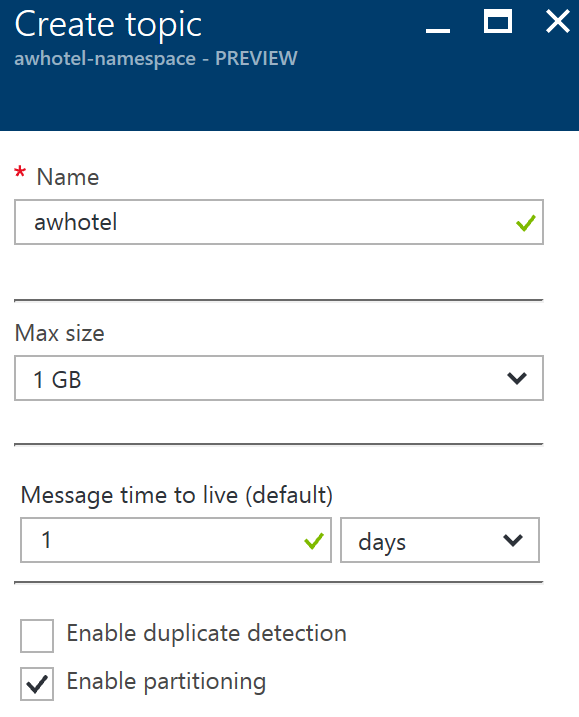 Create topic
awhotel-namespace - PREVIEW
* Name
awhotel
Max size
1 GB
Message time to live (default)
1 days
Enable duplicate detection
Enable partitioning